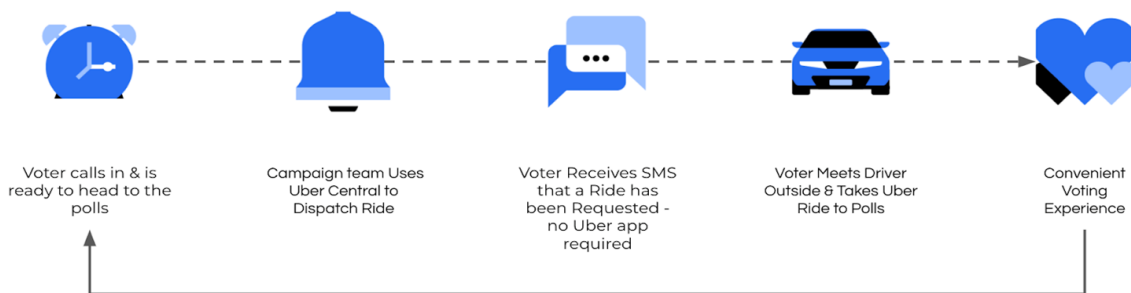 Voter calls in & is
ready to head to the
polls
Campaign team Uses
Uber Central to
Dispatch Ride
Voter Receives SMS
that a Ride has
been Requested -
no Uber app
required
Voter Meets Driver
Outside & Takes Uber
Ride to Polls
Convenient
Voting
Experience